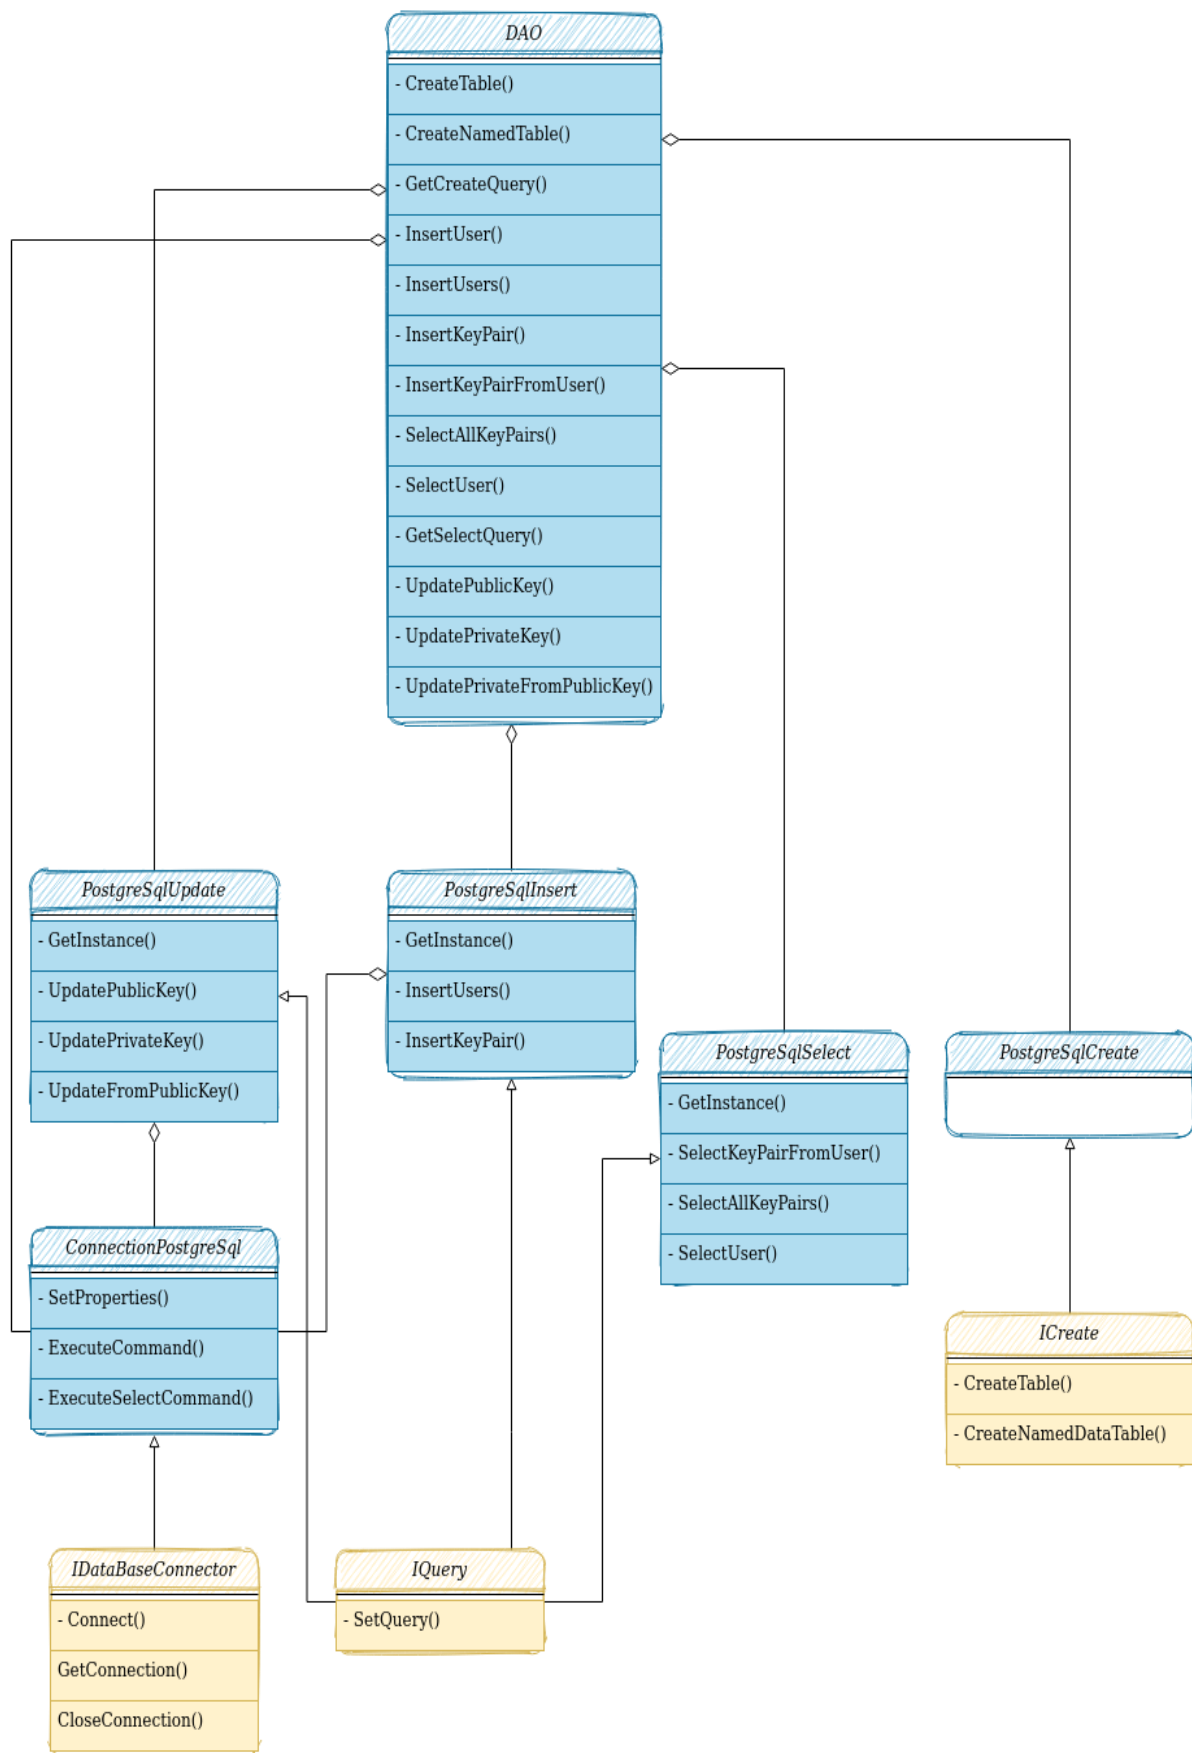 DAO
- CreateTable()
- CreateNamedTable()
- GetCreateQuery()
- InsertUser()
- InsertUsers()
- InsertKeyPair()
- InsertKeyPairFromUser()
- SelectAllKeyPairs()
- SelectUser()
- GetSelectQuery()
- UpdatePublicKey()
- UpdatePrivateKey()
- UpdatePrivateFromPublicKey()
PostgreSqlUpdate
- GetInstance()
- UpdatePublicKey()
- UpdatePrivateKey()
- UpdateFromPublicKey()
PostgreSqlInsert
- GetInstance()
- InsertUsers()
- InsertKeyPair()
PostgreSqlSelect
- GetInstance()
- SelectKeyPairFromUser()
- SelectAllKeyPairs()
- SelectUser()
PostgreSqlCreate
ConnectionPostgreSql
- SetProperties()
- ExecuteCommand()
- ExecuteSelectCommand()
ICreate
- CreateTable()
- CreateNamedDataTable()
IDataBaseConnector
- Connect()
GetConnection()
CloseConnection()
IQuery
- SetQuery()